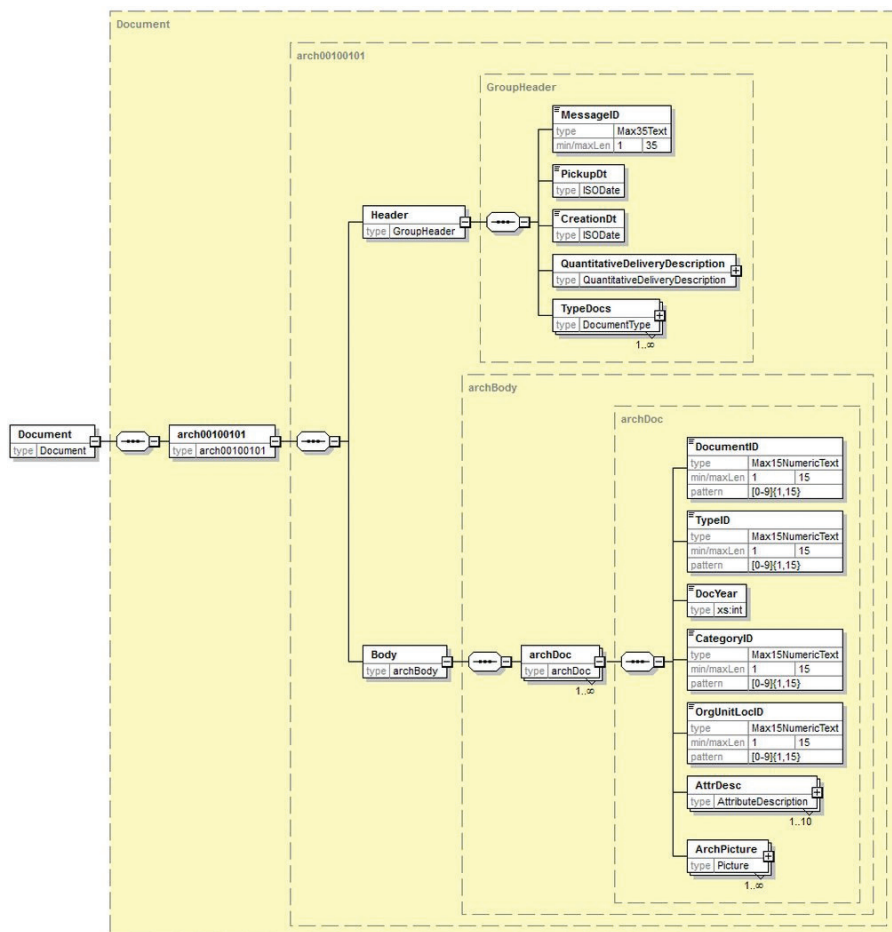 Document
arch00100101
GroupHeader
MessageID
type Max35Text
min/maxLen 1 35
PickupDt
type ISODate
Header
type GroupHeader
CreationDt
type ISODate
QuantitativeDeliveryDescription
type QuantitativeDeliveryDescription
TypeDocs
type DocumentType
1..∞
archBody
archDoc
Document
type Document
arch00100101
type arch00100101
DocumentID
type Max15NumericText
min/maxLen 1 15
pattern [0-9]{1,15}
TypeID
type Max15NumericText
min/maxLen 1 15
pattern [0-9]{1,15}
DocYear
type xs:int
Body
type archBody
archDoc
type archDoc
1..∞
CategoryID
type Max15NumericText
min/maxLen 1 15
pattern [0-9]{1,15}
OrgUnitLocID
type Max15NumericText
min/maxLen 1 15
pattern [0-9]{1,15}
AttrDesc
type AttributeDescription
1..10
ArchPicture
type Picture
1..∞